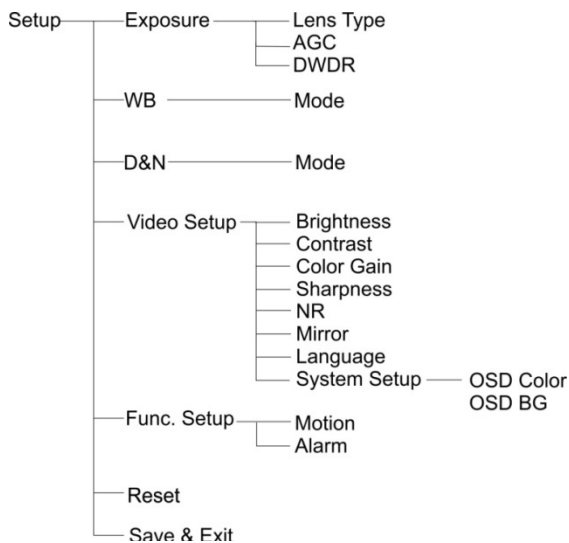 Setup Exposure Lens Type
AGC
DWDR
WB Mode
D&N Mode
Video Setup Brightness
Contrast
Color Gain
Sharpness
NR
Mirror
Language
System Setup OSD Color
OSD BG
Func. Setup Motion
Alarm
Reset
Save & Exit